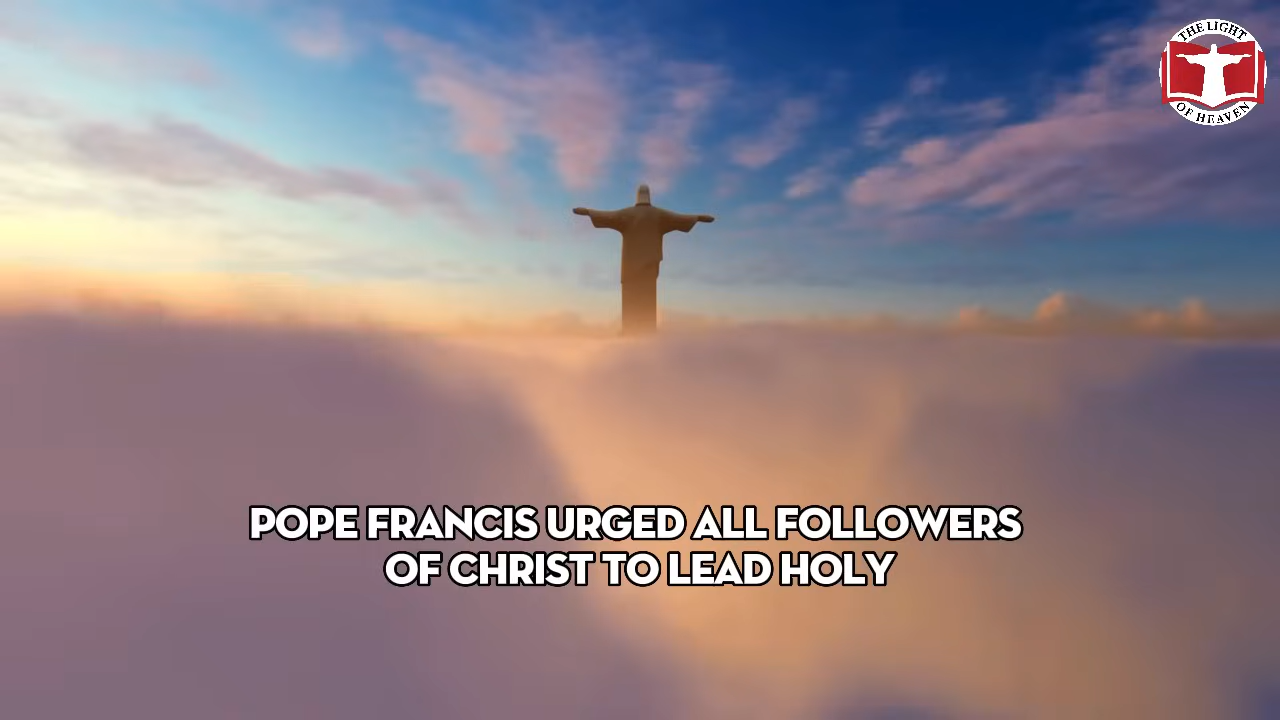 THE LIGHT
OF HEAVEN
POPE FRANCIS URGED ALL FOLLOWERS
OF CHRIST TO LEAD HOLY